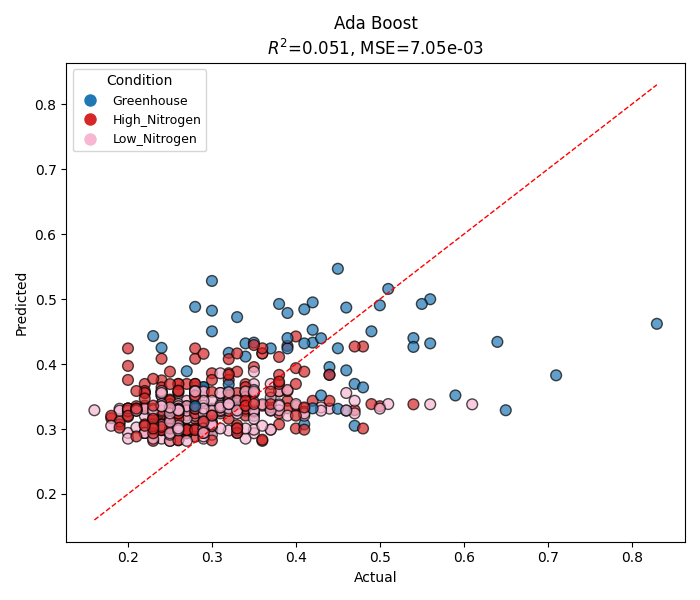 Ada Boost
$R^2$=0.051, MSE=7.05e-03
Condition
Greenhouse
High_Nitrogen
Low_Nitrogen
Predicted
0.8
0.7
0.6
0.5
0.4
0.3
0.2
0.2 0.3 0.4 0.5 0.6 0.7 0.8
Actual